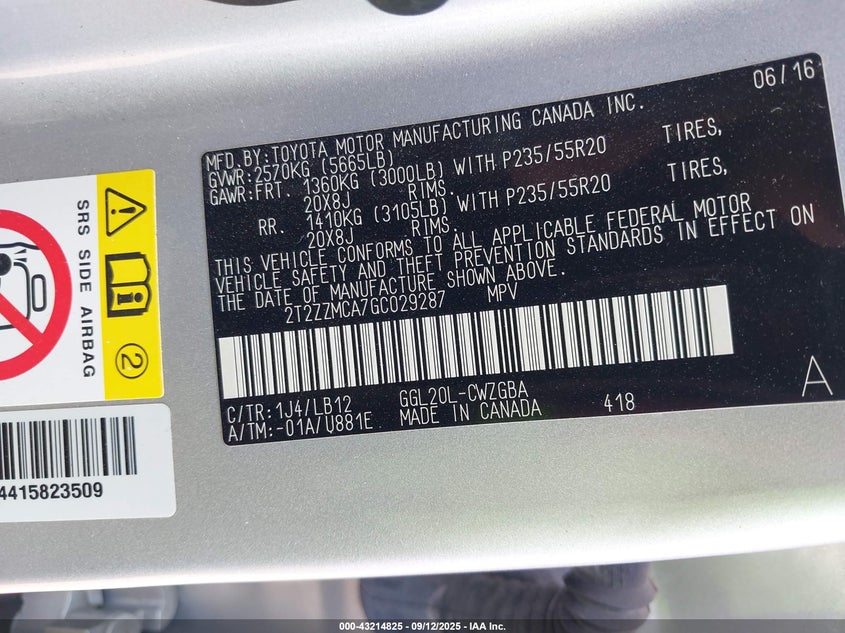 06/16
MFD.BY:TOYOTA MOTOR MANUFACTURING CANADA INC.
GVWR:2570KG (5665LB)
GAWR:FRT. 1360KG (3000LB) WITH P235/55R20 TIRES,
20X8J RIMS.
RR. 1410KG (3105LB) WITH P235/55R20 TIRES,
20X8J RIMS.
THIS VEHICLE CONFORMS TO ALL APPLICABLE FEDERAL MOTOR
VEHICLE SAFETY AND THEFT PREVENTION STANDARDS IN EFFECT ON
THE DATE OF MANUFACTURE SHOWN ABOVE.
2T2ZZMCA7GC029287 MPV
C/TR:1J4/LB12 GGL20L-CWZGBA
A/TM:-01A/U881E MADE IN CANADA 418
A
SRS SIDE AIRBAG
2
4415823509
000-43214825 - 09/12/2025 - IAA Inc.